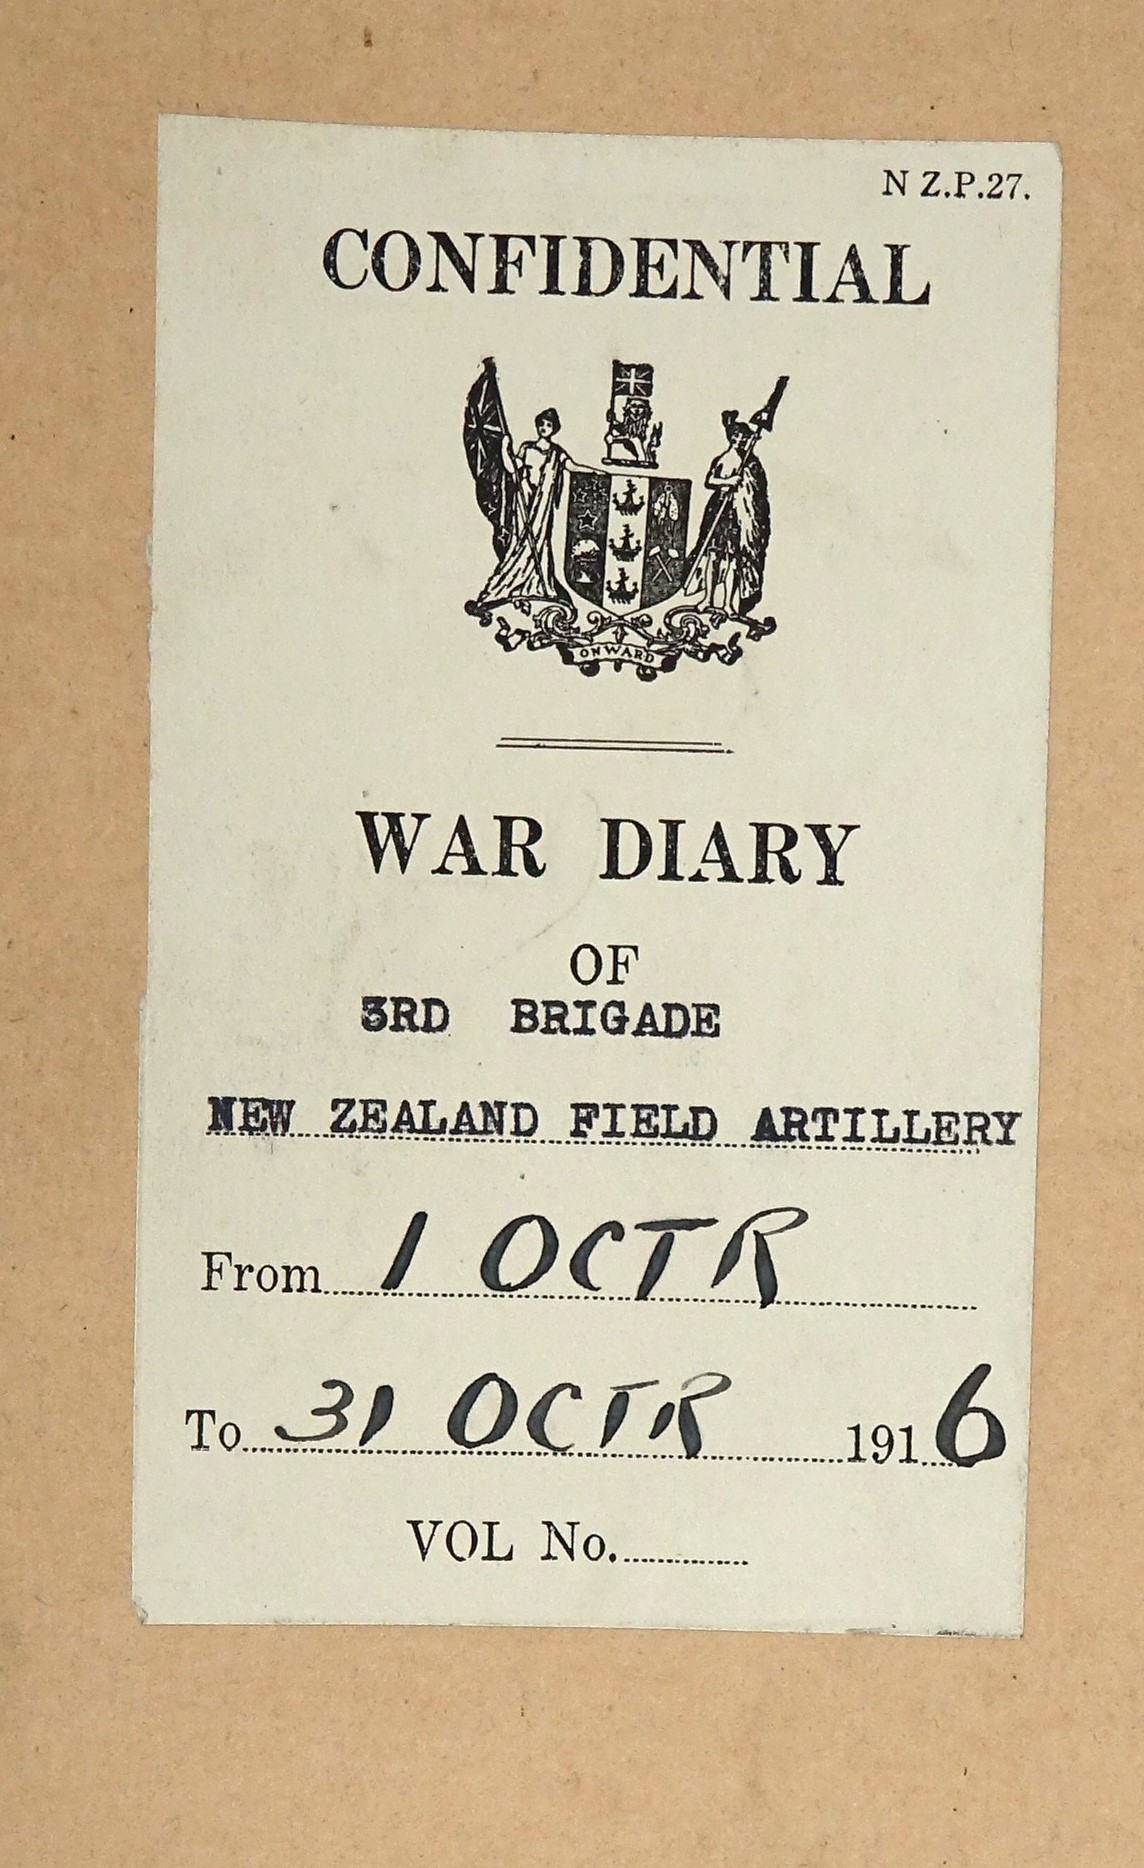 N Z.P.27.
CONFIDENTIAL
ONWARD
WAR DIARY
OF
3RD BRIGADE
NEW ZEALAND FIELD ARTILLERY
From 1 OCTR
To 31 OCTR 1916
VOL No.